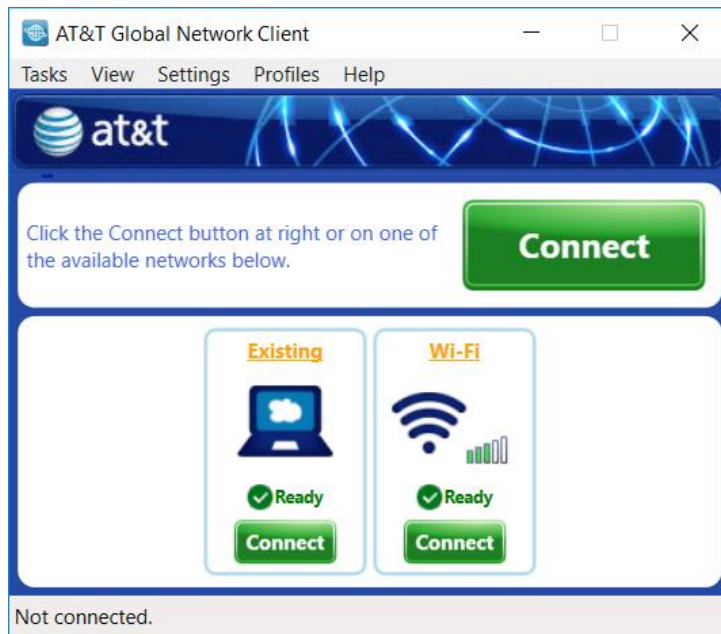 AT&T Global Network Client
Tasks View Settings Profiles Help
at&t
Click the Connect button at right or on one of
the available networks below.
Connect
Existing
Wi-Fi
Ready
Ready
Connect
Connect
Not connected.